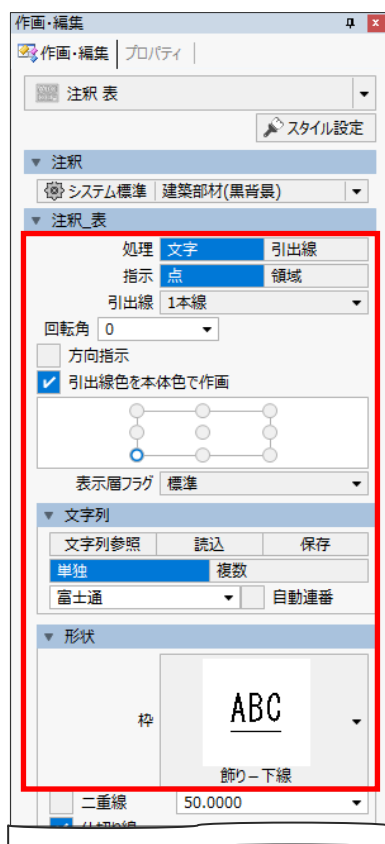 作画・編集
作画・編集 プロパティ
注釈 表
スタイル設定
注釈
システム標準 建築部材(黒背景)
注釈_表
処理 文字 引出線
指示 点 領域
引出線 1本線
回転角 0
方向指示
引出線色を本体色で作画
表示層フラグ 標準
文字列
文字列参照 読込 保存
単独 複数
富士通 自動連番
形状
ABC
枠
飾り−下線
二重線 50.0000